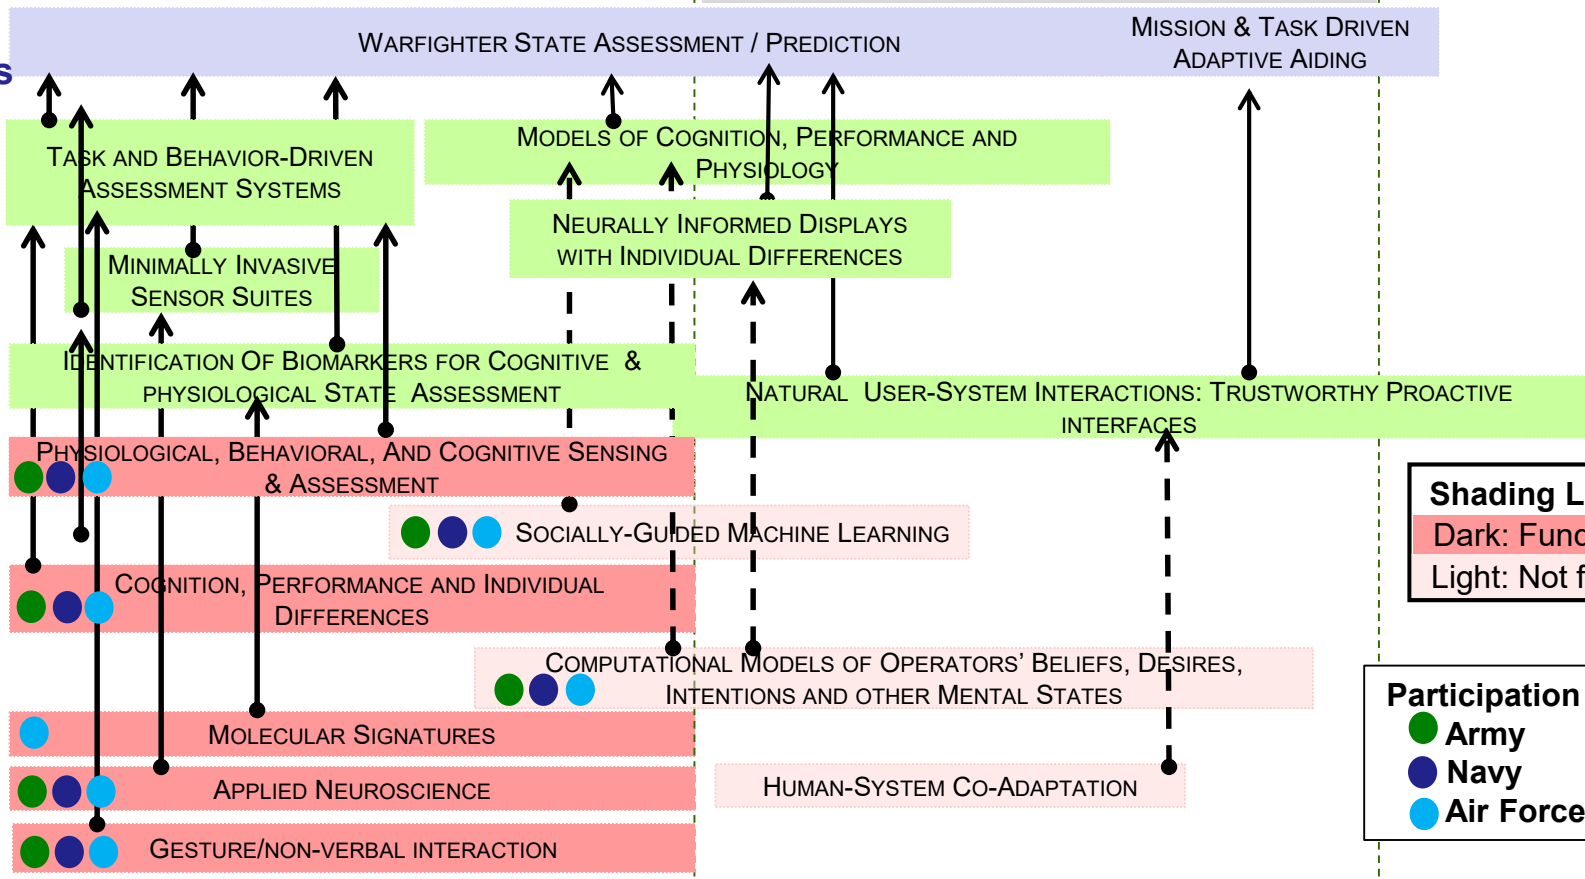 WARFIGHTER STATE ASSESSMENT / PREDICTION
MISSION & TASK DRIVEN
ADAPTIVE AIDING
s
TASK AND BEHAVIOR-DRIVEN
ASSESSMENT SYSTEMS
MODELS OF COGNITION, PERFORMANCE AND
PHYSIOLOGY
NEURALLY INFORMED DISPLAYS
WITH INDIVIDUAL DIFFERENCES
MINIMALLY INVASIVE
SENSOR SUITES
IDENTIFICATION OF BIOMARKERS FOR COGNITIVE &
PHYSIOLOGICAL STATE ASSESSMENT
NATURAL USER-SYSTEM INTERACTIONS: TRUSTWORTHY PROACTIVE
INTERFACES
PHYSIOLOGICAL, BEHAVIORAL, AND COGNITIVE SENSING
& ASSESSMENT
SOCIALLY-GUIDED MACHINE LEARNING
COGNITION, PERFORMANCE AND INDIVIDUAL
DIFFERENCES
COMPUTATIONAL MODELS OF OPERATORS' BELIEFS, DESIRES,
INTENTIONS AND OTHER MENTAL STATES
MOLECULAR SIGNATURES
APPLIED NEUROSCIENCE
HUMAN-SYSTEM CO-ADAPTATION
GESTURE/NON-VERBAL INTERACTION
Shading L
Dark: Func
Light: Not f
Participation
Army
Navy
Air Force